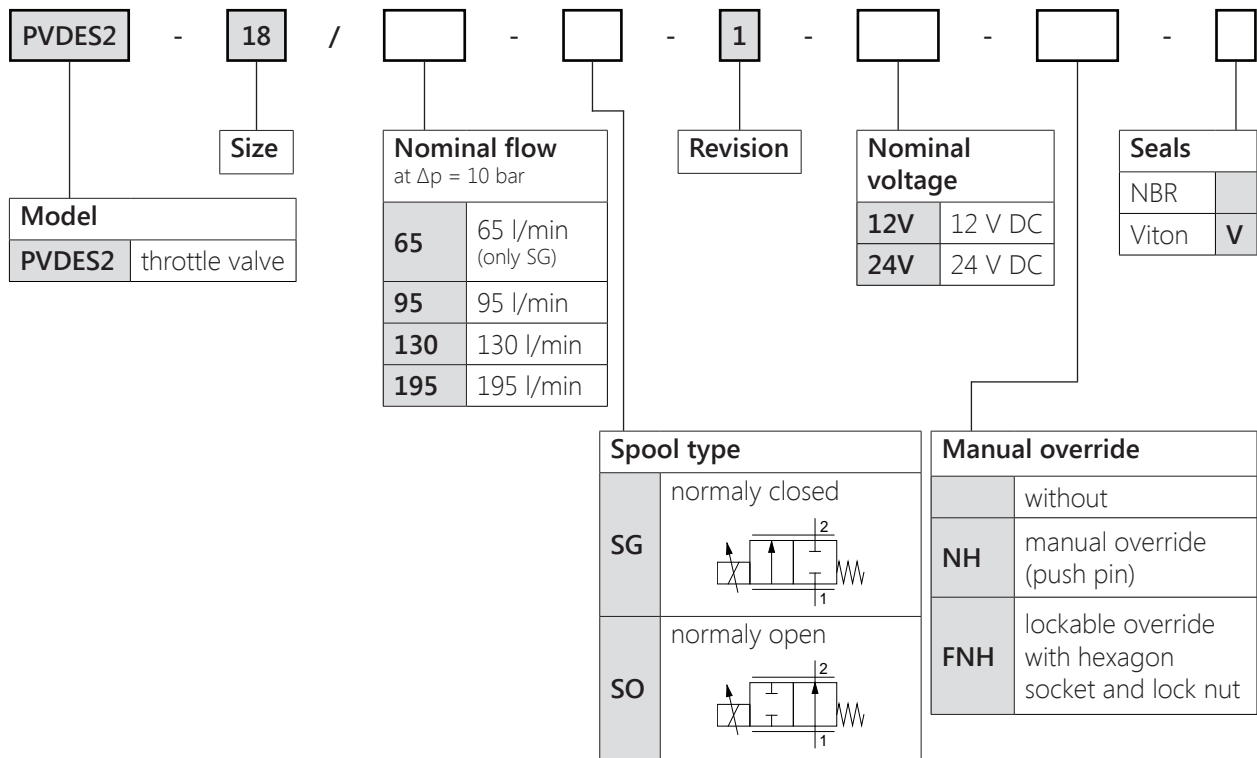 PVDES2 - 18 / - - 1 - - -
Size
Model
PVDES2 throttle valve
Nominal flow
at Δp = 10 bar
65 65 l/min
(only SG)
95 95 l/min
130 130 l/min
195 195 l/min
Revision
Nominal
voltage
12V 12 V DC
24V 24 V DC
Seals
NBR
Viton V
Spool type
SG normaly closed
2
1
SO normaly open
2
1
Manual override
without
NH manual override
(push pin)
FNH lockable override
with hexagon
socket and lock nut